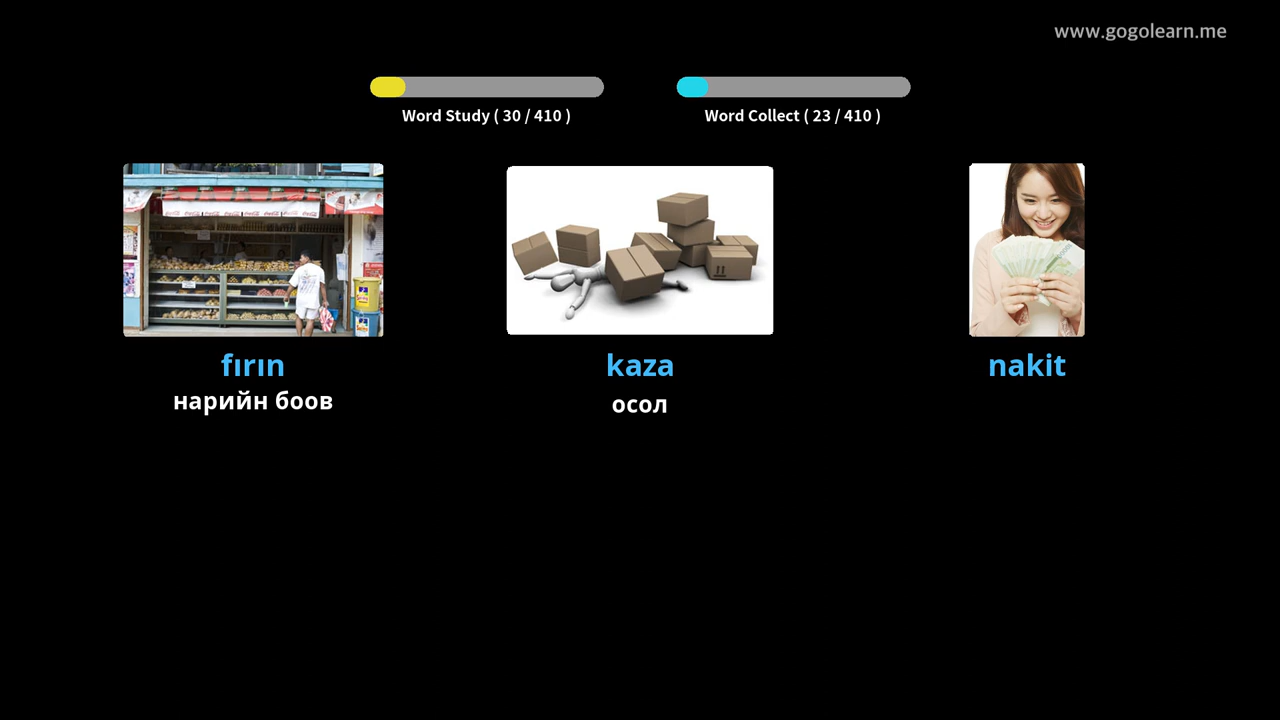 www.gogolearn.me
Word Study ( 30 / 410 )
Word Collect ( 23 / 410 )
fırın
нарийн боов
kaza
осол
nakit